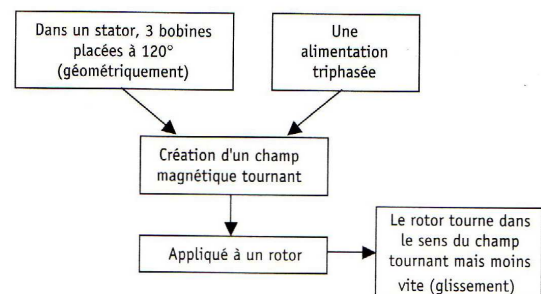 Dans un stator, 3 bobines
placées à 120°
(géométriquement)
Une
alimentation
triphasée
Création d'un champ
magnétique tournant
Appliqué à un rotor
Le rotor tourne dans
le sens du champ
tournant mais moins
vite (glissement)